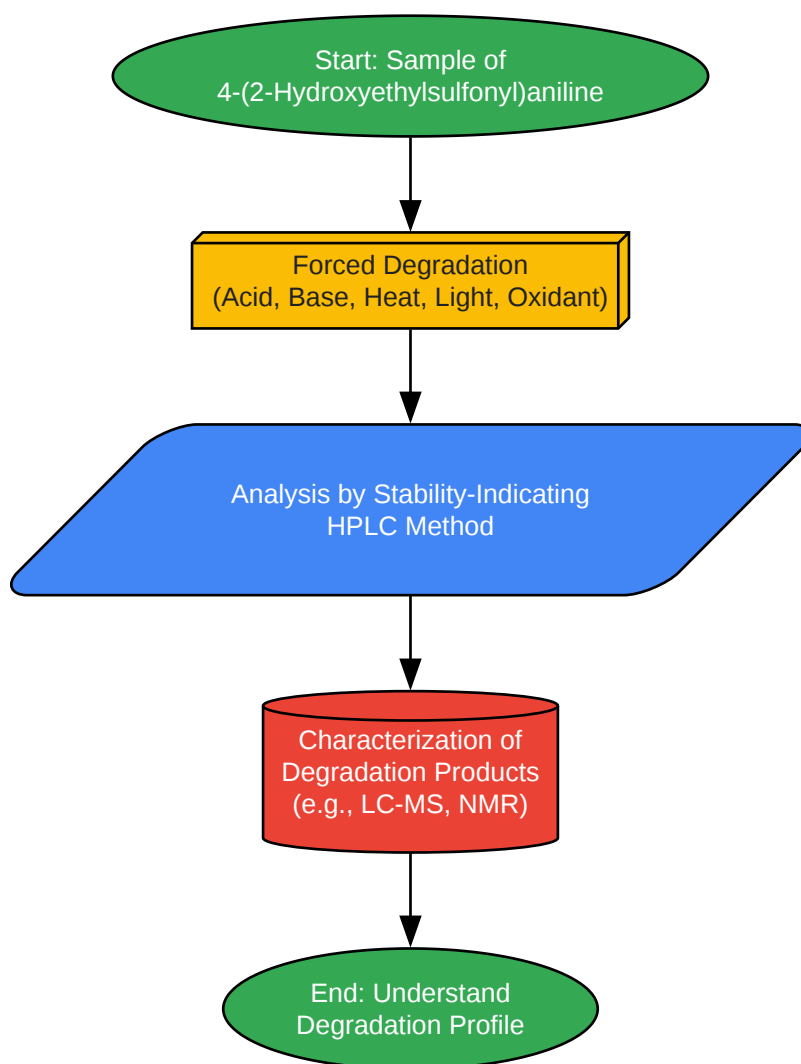 Start: Sample of
4-(2-Hydroxyethylsulfonyl)aniline
Forced Degradation
(Acid, Base, Heat, Light, Oxidant)
Analysis by Stability-Indicating
HPLC Method
Characterization of
Degradation Products
(e.g., LC-MS, NMR)
End: Understand
Degradation Profile